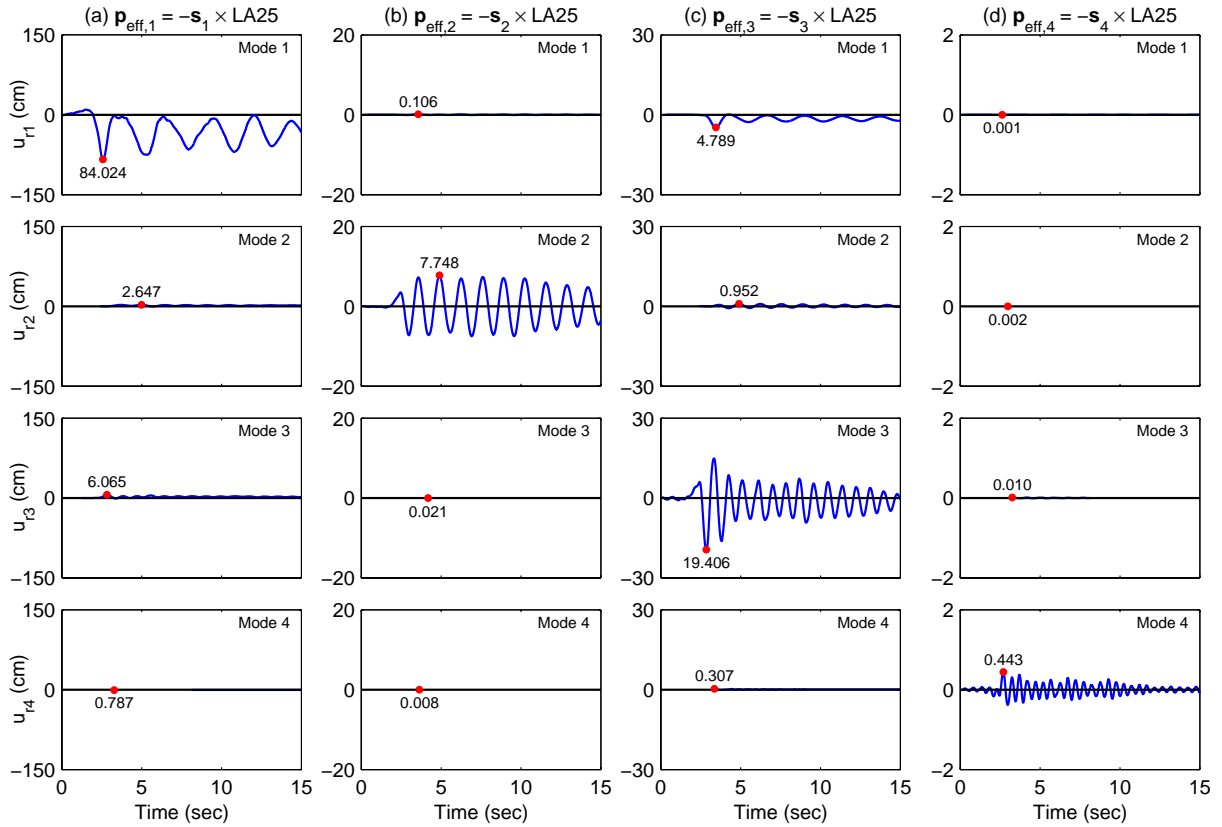 (a) p_eff,1 = −s_1 × LA25
(b) p_eff,2 = −s_2 × LA25
(c) p_eff,3 = −s_3 × LA25
(d) p_eff,4 = −s_4 × LA25
150
0
−150
u_r1 (cm)
Mode 1
84.024
20
0
−20
Mode 1
0.106
30
0
−30
Mode 1
4.789
2
0
−2
Mode 1
0.001
150
0
−150
u_r2 (cm)
Mode 2
2.647
20
0
−20
Mode 2
7.748
30
0
−30
Mode 2
0.952
2
0
−2
Mode 2
0.002
150
0
−150
u_r3 (cm)
Mode 3
6.065
20
0
−20
Mode 3
0.021
30
0
−30
Mode 3
19.406
2
0
−2
Mode 3
0.010
150
0
−150
u_r4 (cm)
Mode 4
0.787
0 5 10 15
Time (sec)
20
0
−20
Mode 4
0.008
0 5 10 15
Time (sec)
30
0
−30
Mode 4
0.307
0 5 10 15
Time (sec)
2
0
−2
Mode 4
0.443
0 5 10 15
Time (sec)